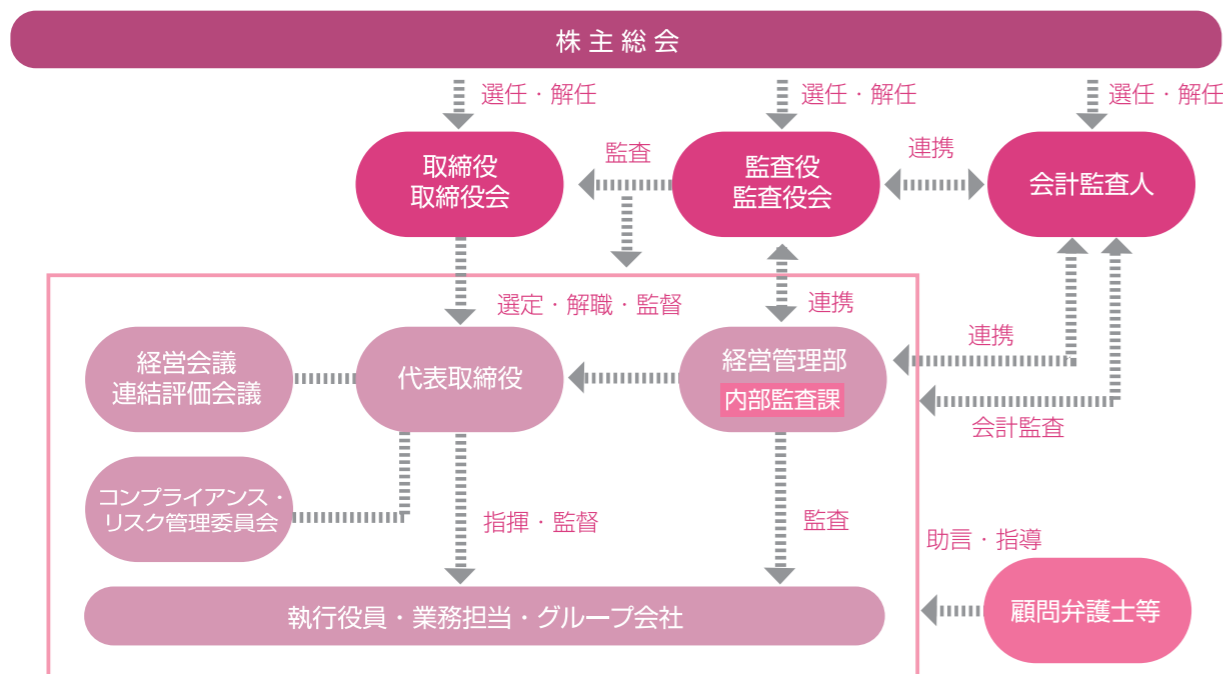 株主総会
選任・解任
選任・解任
選任・解任
取締役
取締役会
監査
監査役
監査役会
連携
会計監査人
選定・解職・監督
連携
経営会議
連結評価会議
代表取締役
経営管理部
内部監査課
連携
会計監査
コンプライアンス・
リスク管理委員会
指揮・監督
監査
助言・指導
執行役員・業務担当・グループ会社
顧問弁護士等